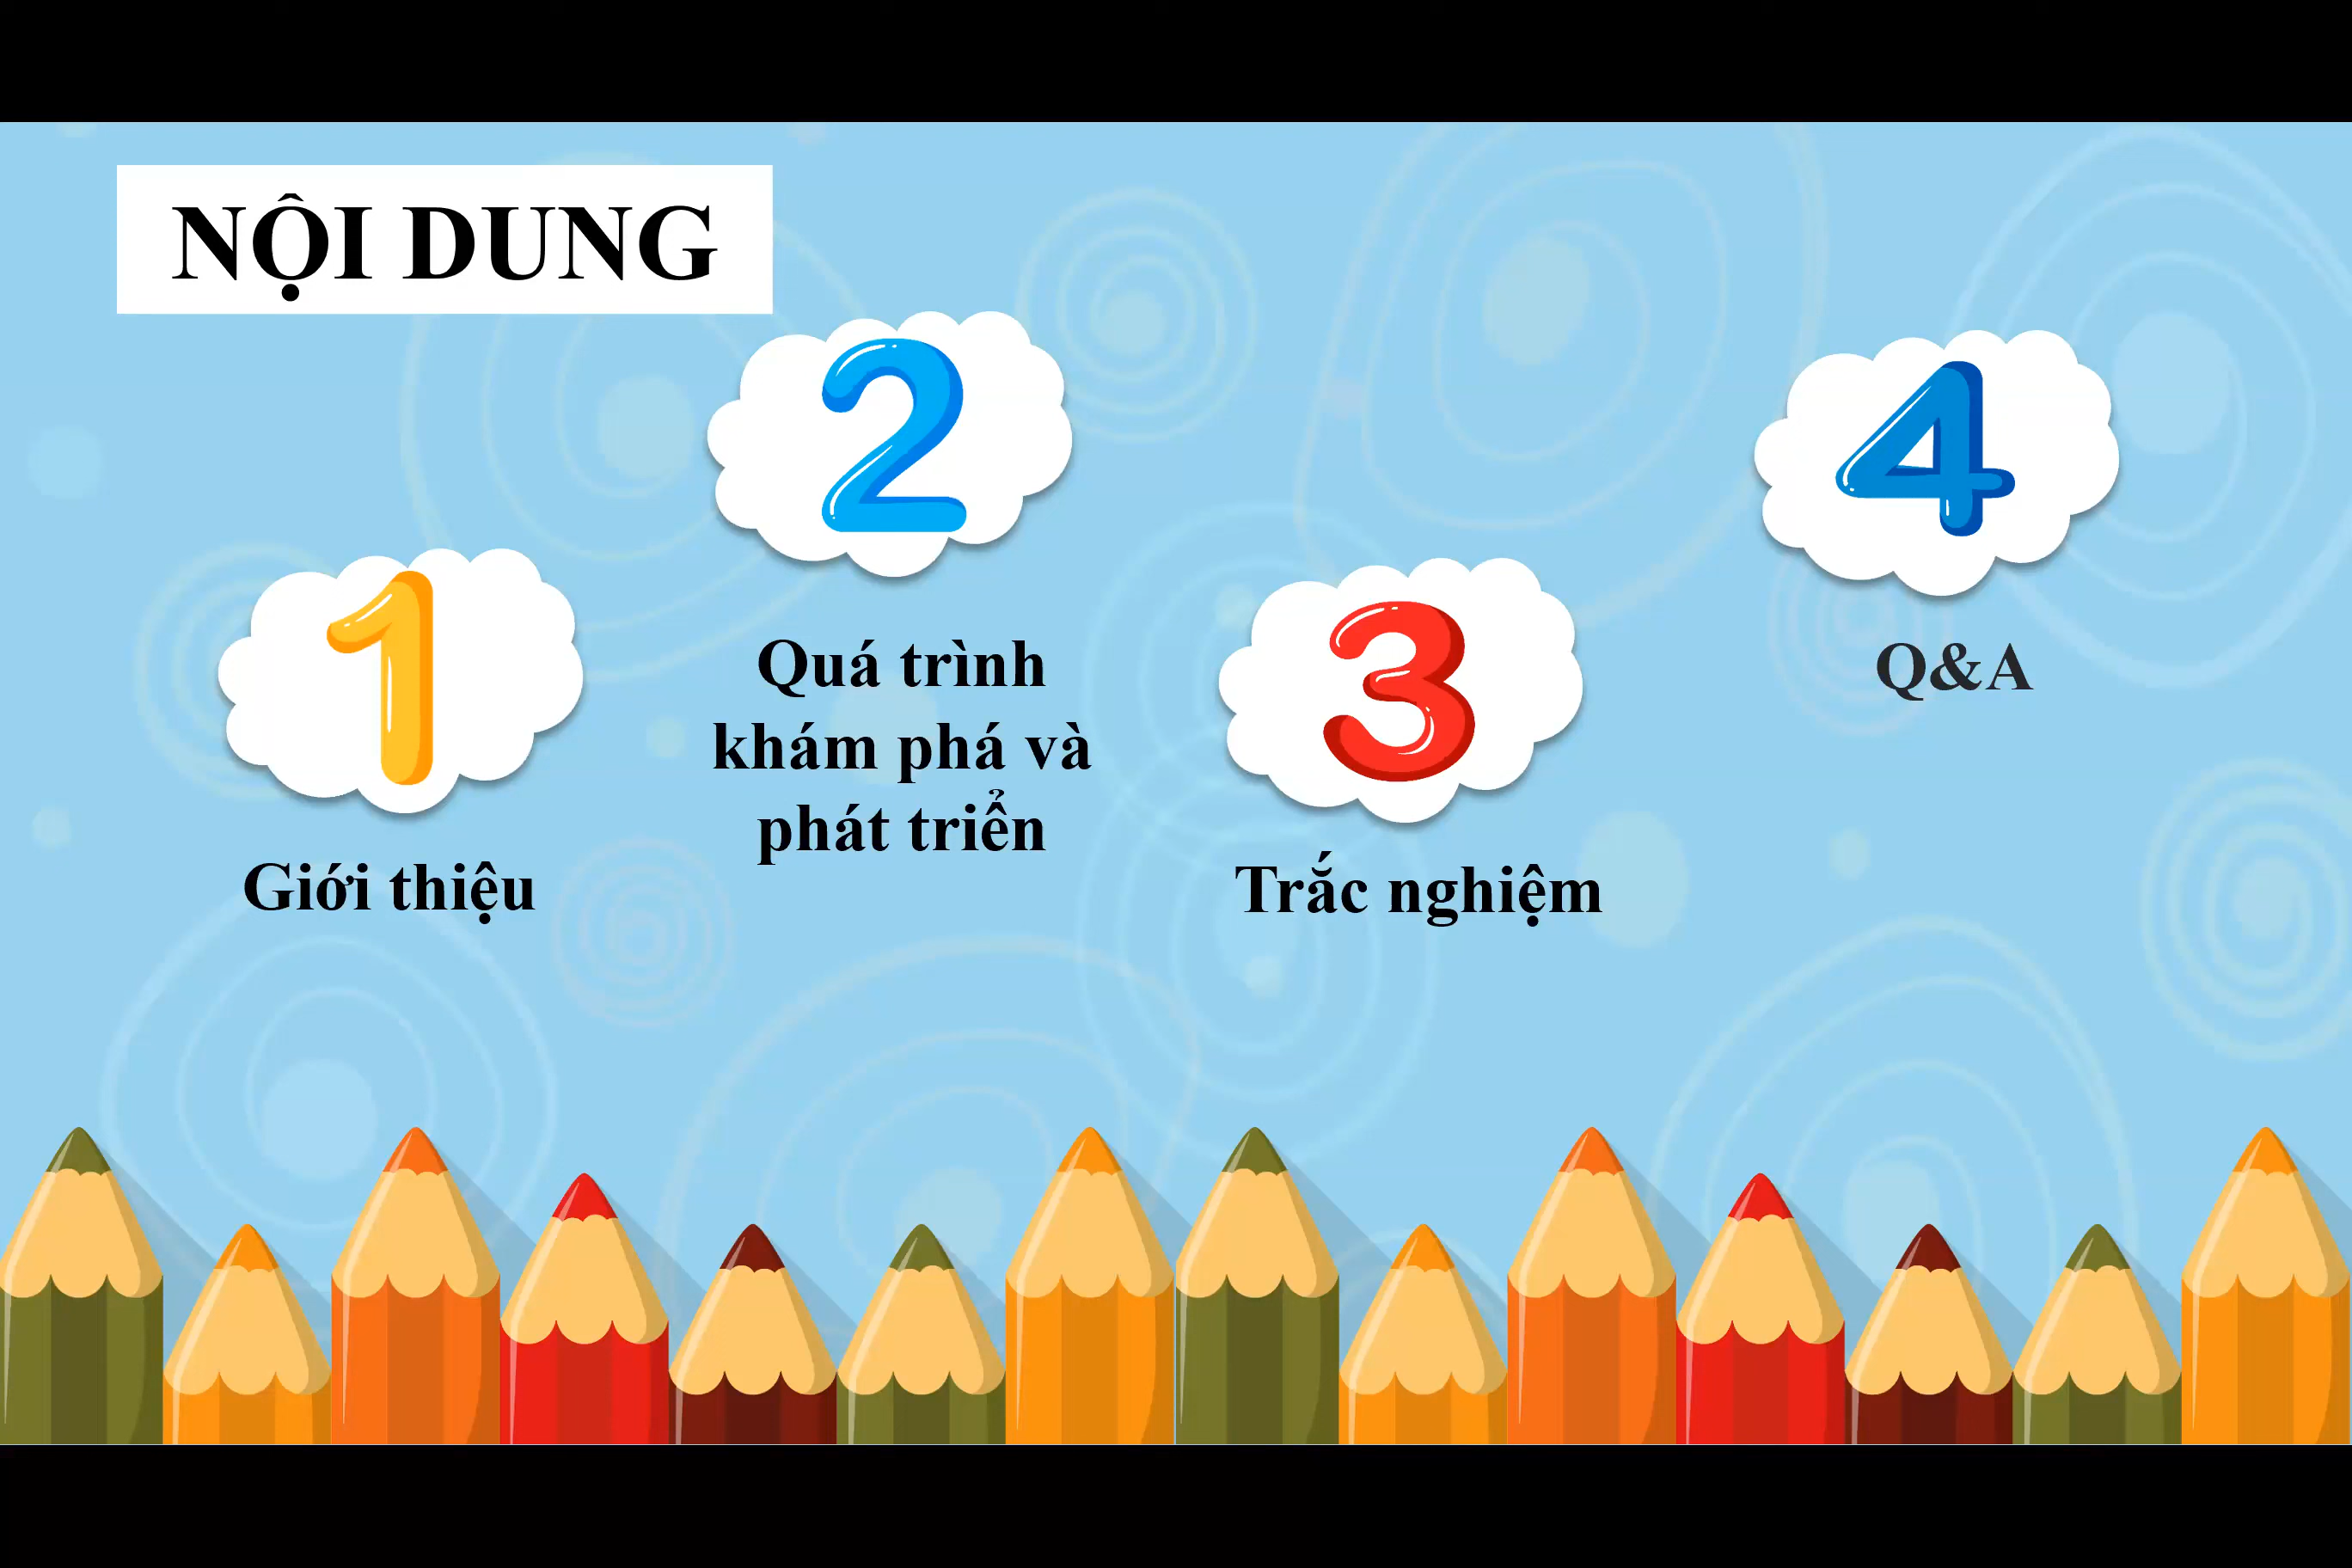 NỘI DUNG
1
Giới thiệu
2
Quá trình
khám phá và
phát triển
3
Trắc nghiệm
4
Q&A